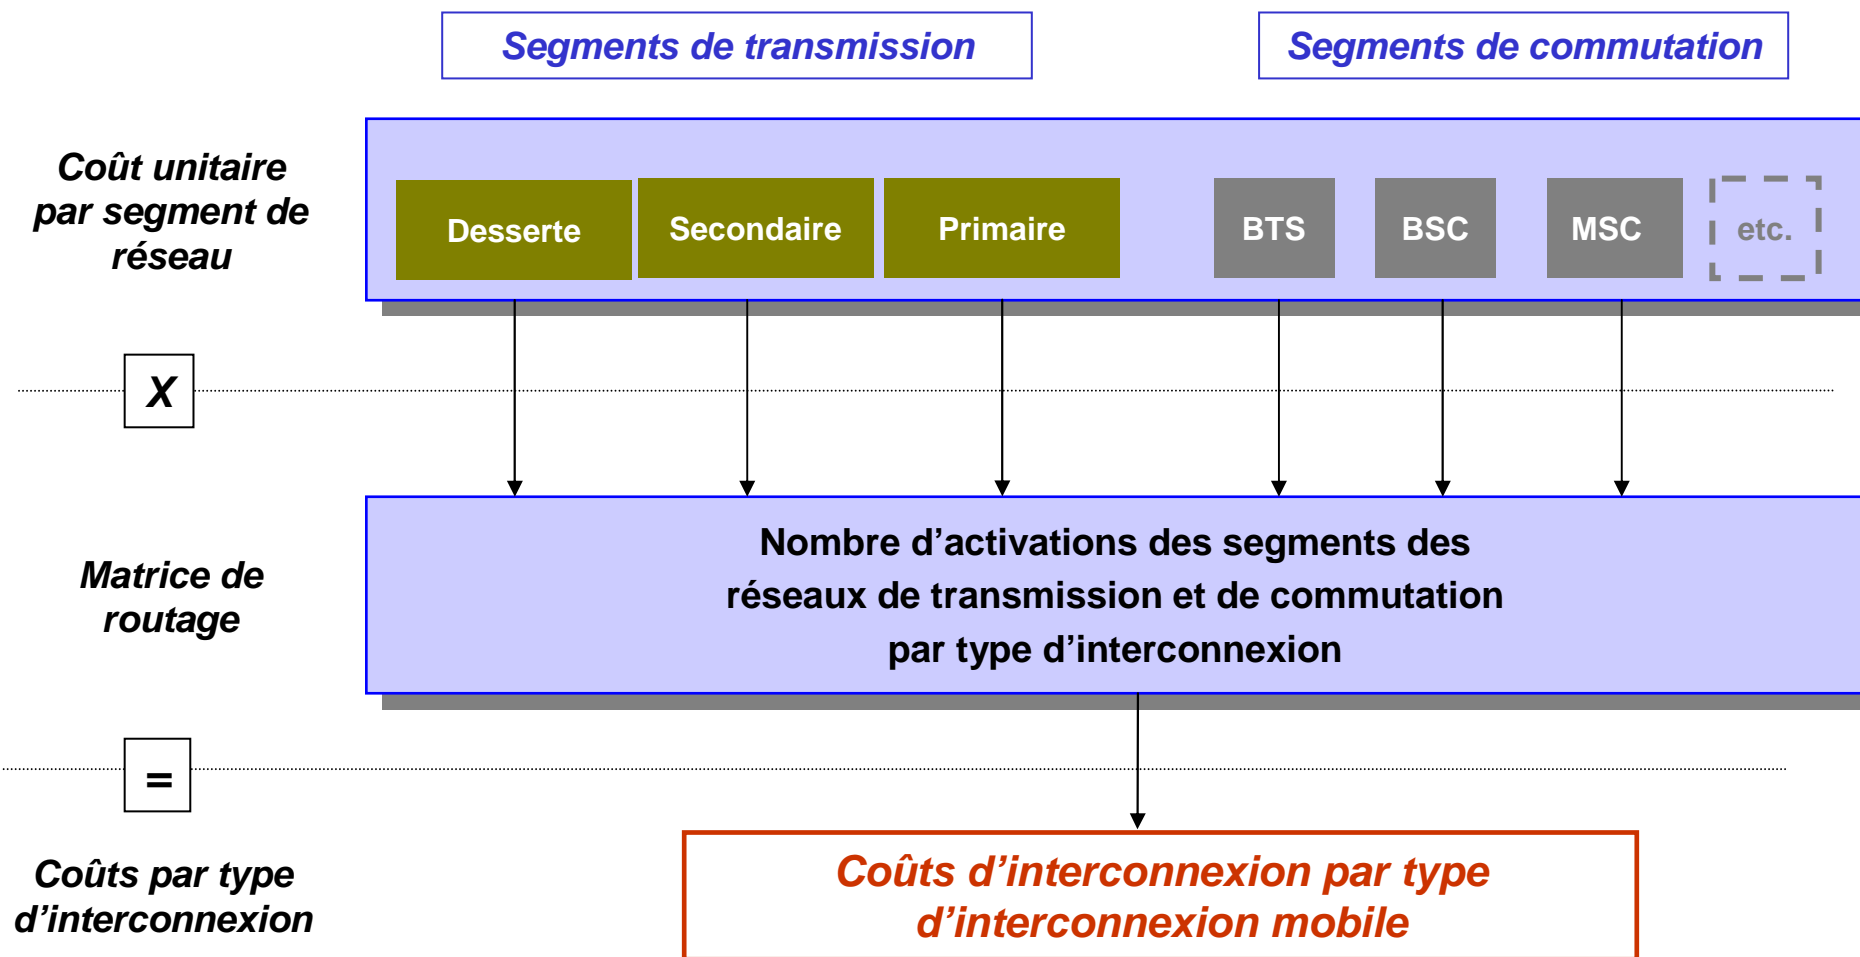 Segments de transmission
Segments de commutation
Coût unitaire
par segment de
réseau
Desserte
Secondaire
Primaire
BTS
BSC
MSC
etc.
X
Matrice de
routage
Nombre d’activations des segments des
réseaux de transmission et de commutation
par type d’interconnexion
=
Coûts par type
d’interconnexion
Coûts d’interconnexion par type
d’interconnexion mobile